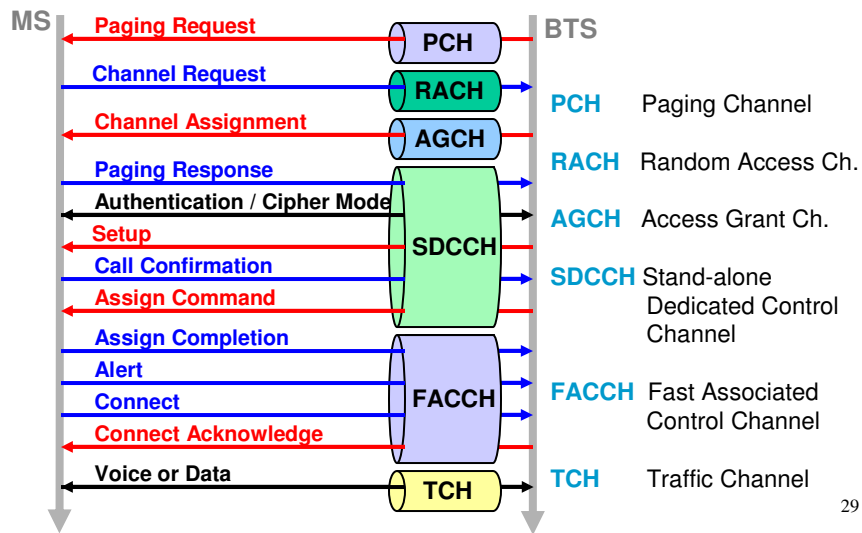 MS
BTS
Paging Request
PCH
Channel Request
RACH
Channel Assignment
AGCH
Paging Response
Authentication / Cipher Mode
Setup
SDCCH
Call Confirmation
Assign Command
Assign Completion
Alert
Connect
FACCH
Connect Acknowledge
Voice or Data
TCH
PCH Paging Channel
RACH Random Access Ch.
AGCH Access Grant Ch.
SDCCH Stand-alone
Dedicated Control
Channel
FACCH Fast Associated
Control Channel
TCH Traffic Channel
29